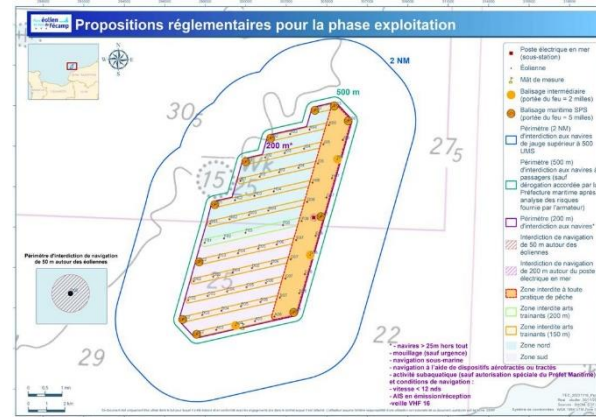 éolien
de fécamp
Propositions réglementaires pour la phase exploitation
N
2 NM
500 m
200 m*
30₅
27₅
Wk
15
25
25
29
22
Périmètre d'interdiction de navigation
de 50 m autour des éoliennes
Poste électrique en mer
(sous-station)
Éolienne
Mât de mesure
Balisage intermédiaire
(portée du feu = 2 milles)
Balisage maritime SPS
(portée du feu = 5 milles)
Périmètre (2 NM)
d'interdiction aux navires
de jauge supérieur à 500
UMS
Périmètre (500 m)
d'interdiction aux navires à
passagers (sauf
dérogation accordée par la
Préfecture maritime après
analyse des risques
fournie par l'armateur)
Périmètre (200 m)
d'interdiction aux navires*
Interdiction de navigation
de 50 m autour des
éoliennes
Interdiction de navigation
de 200 m autour du poste
électrique en mer
Zone interdite à toute
pratique de pêche
Zone interdite arts
trainants (200 m)
Zone interdite arts
trainants (150 m)
Zone nord
Zone sud
* - navires > 25m hors tout
- mouillage (sauf urgence)
- navigation sous-marine
- navigation à l'aide de dispositifs aérotractés ou tractés
- activité subaquatique (sauf autorisation spéciale du Préfet Maritime)
et conditions de navigation :
- vitesse < 12 nds
- AIS en émission/réception
-veille VHF 16